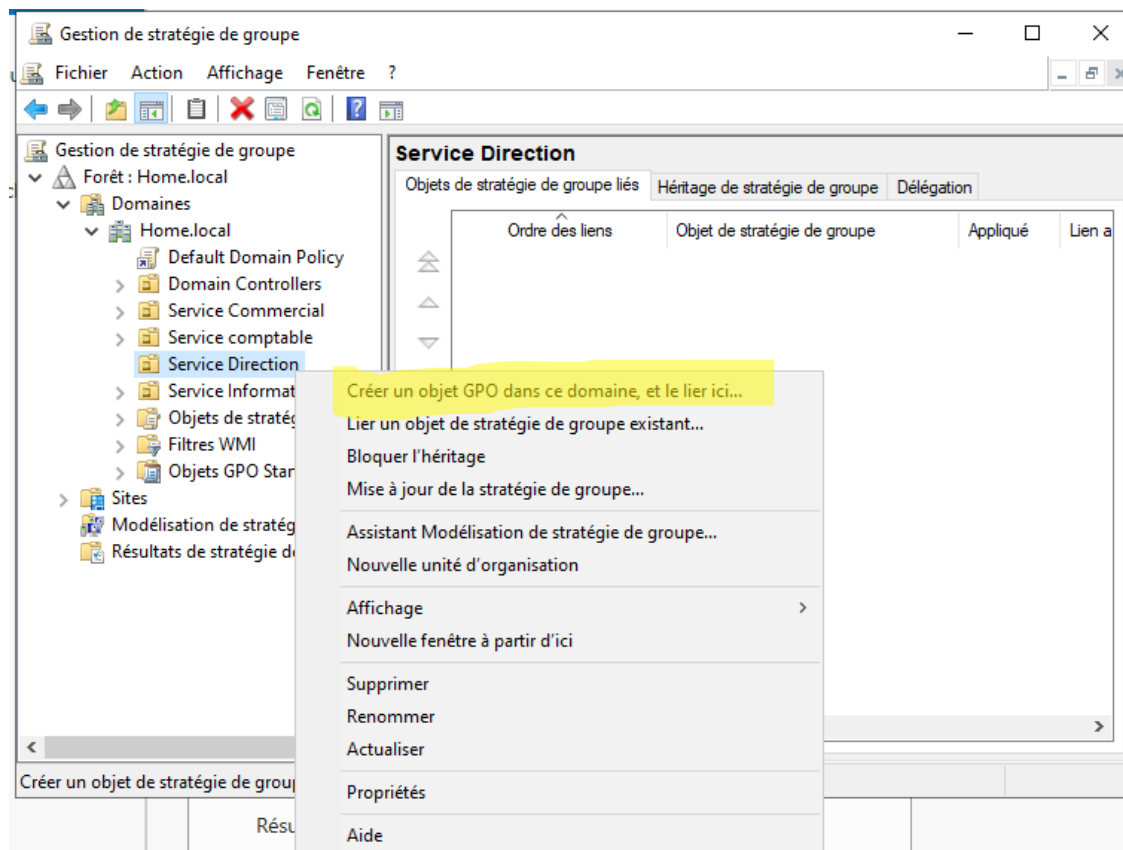 Gestion de stratégie de groupe
Fichier Action Affichage Fenêtre ?
Gestion de stratégie de groupe
Forêt : Home.local
Domaines
Home.local
Default Domain Policy
Domain Controllers
Service Commercial
Service comptable
Service Direction
Service Informat
Objets de stratég
Filtres WMI
Objets GPO Star
Sites
Modélisation de stratég
Résultats de stratégie de
Service Direction
Objets de stratégie de groupe liés Héritage de stratégie de groupe Délégation
Ordre des liens Objet de stratégie de groupe Appliqué Lien a
Créer un objet GPO dans ce domaine, et le lier ici...
Lier un objet de stratégie de groupe existant...
Bloquer l'héritage
Mise à jour de la stratégie de groupe...
Assistant Modélisation de stratégie de groupe...
Nouvelle unité d'organisation
Affichage
Nouvelle fenêtre à partir d'ici
Supprimer
Renommer
Actualiser
Propriétés
Aide
Créer un objet de stratégie de group
Résu